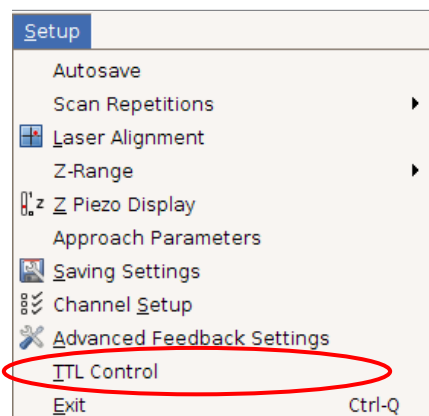 Setup
Autosave
Scan Repetitions
Laser Alignment
Z-Range
Z Piezo Display
Approach Parameters
Saving Settings
Channel Setup
Advanced Feedback Settings
TTL Control
Exit Ctrl-Q